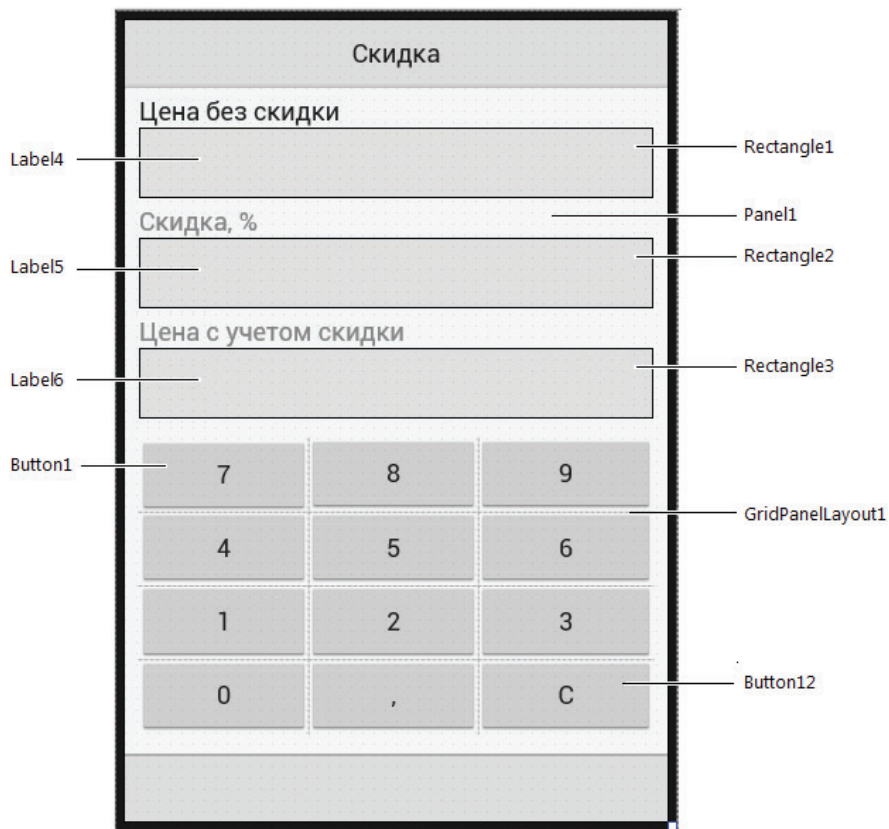 Скидка
Цена без скидки
Label4
Rectangle1
Скидка, %
Panel1
Label5
Rectangle2
Цена с учетом скидки
Label6
Rectangle3
Button1
7 8 9
GridPanelLayout1
4 5 6
1 2 3
Button12
0 , C